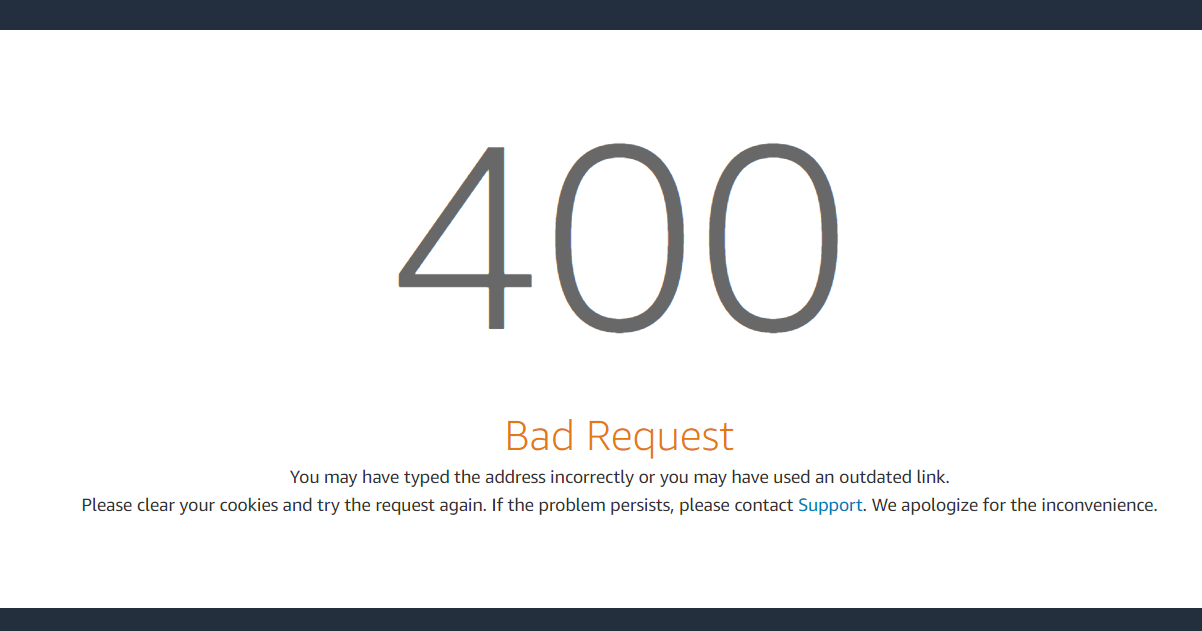 400
Bad Request
You may have typed the address incorrectly or you may have used an outdated link.
Please clear your cookies and try the request again. If the problem persists, please contact Support. We apologize for the inconvenience.